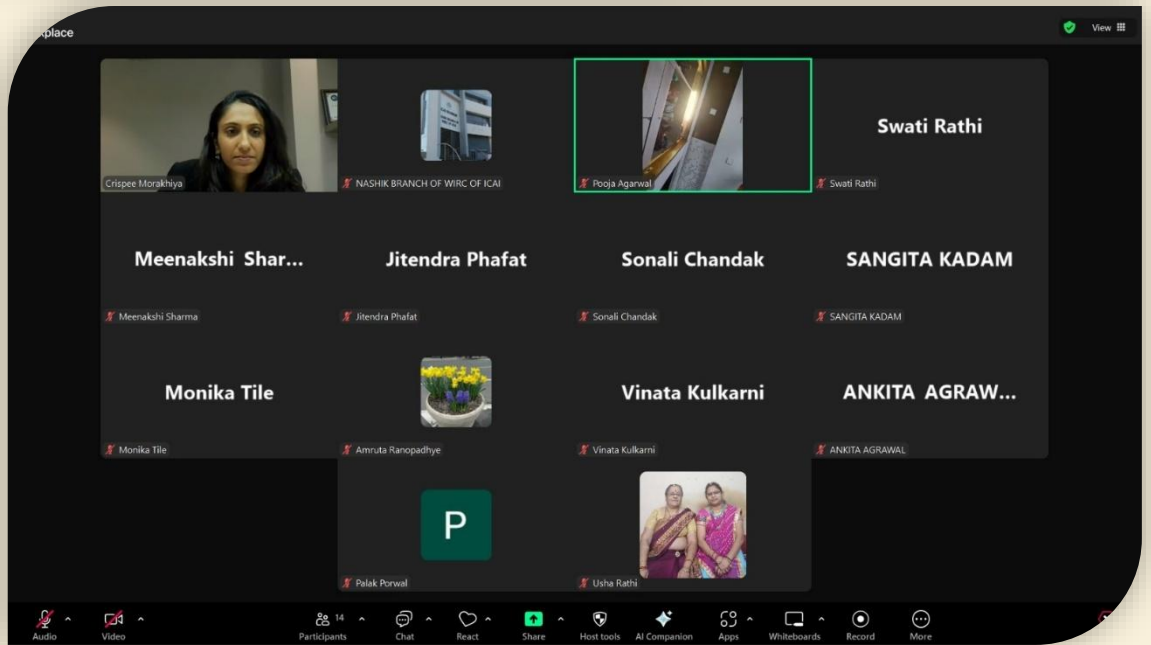 place
View
Crispee Morakhiya
NASHIK BRANCH OF WIRC OF ICAI
Pooja Agarwal
Swati Rathi
Swati Rathi
Meenakshi Shar...
Meenakshi Sharma
Jitendra Phafat
Jitendra Phafat
Sonali Chandak
Sonali Chandak
SANGITA KADAM
SANGITA KADAM
Monika Tile
Monika Tile
Amruta Ranopadhye
Vinata Kulkarni
Vinata Kulkarni
ANKITA AGRAW...
ANKITA AGRAWAL
P
Palak Porwal
Usha Rathi
Audio
Video
14
Participants
Chat
React
Share
Host tools
AI Companion
Apps
Whiteboards
Record
More